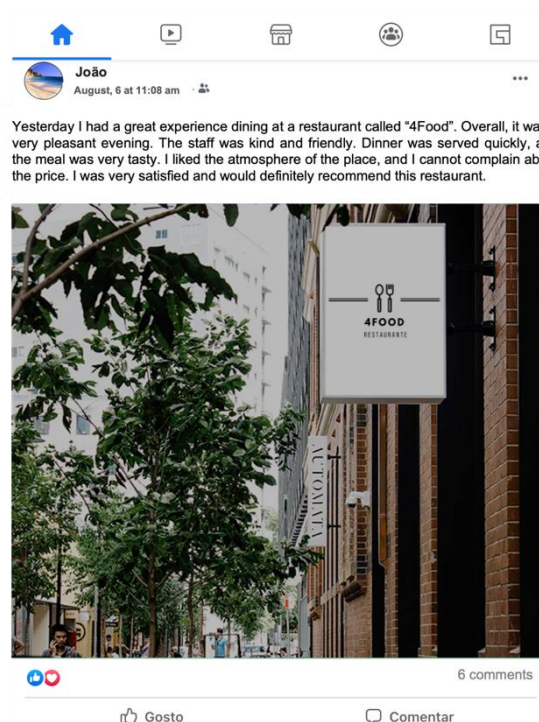 João
August, 6 at 11:08 am
Yesterday I had a great experience dining at a restaurant called “4Food”. Overall, it wa
very pleasant evening. The staff was kind and friendly. Dinner was served quickly, a
the meal was very tasty. I liked the atmosphere of the place, and I cannot complain ab
the price. I was very satisfied and would definitely recommend this restaurant.
4FOOD
RESTAURANTE
AUTOMATA
6 comments
Gosto
Comentar